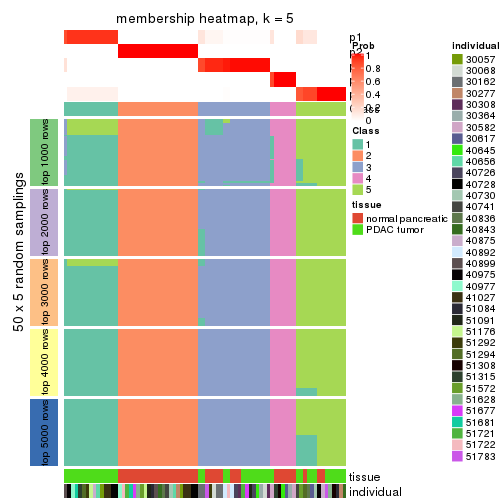 membership heatmap, k = 5
50 x 5 random samplings
top 1000 rows
top 2000 rows
top 3000 rows
top 4000 rows
top 5000 rows
p1
Prob
1
0.8
0.6
0.4
0.2
0
Class
1
2
3
4
5
tissue
normal pancreatic
PDAC tumor
tissue
individual
individual
30057
30068
30162
30277
30308
30364
30582
30617
40645
40656
40726
40728
40730
40741
40836
40843
40875
40892
40899
40975
40977
41027
51084
51091
51176
51292
51294
51308
51315
51572
51628
51677
51681
51721
51722
51783